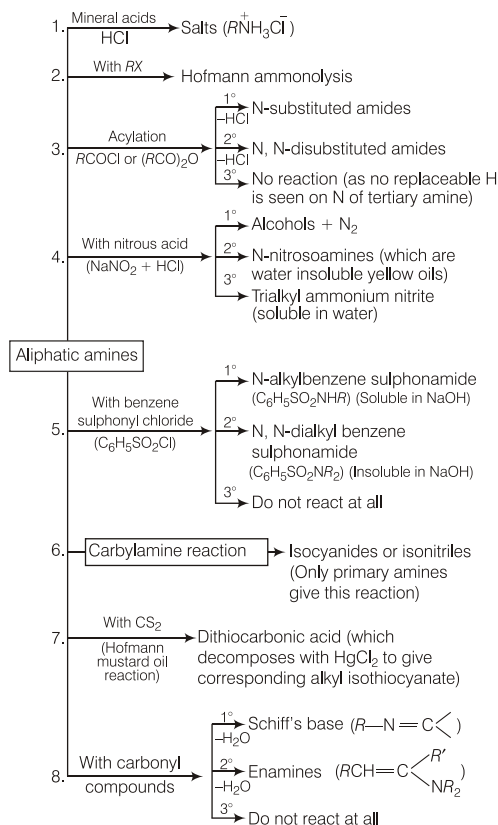 1. Mineral acids
HCl
Salts (RN⁺H₃Cl⁻)
2. With RX
Hofmann ammonolysis
3. Acylation
RCOCl or (RCO)₂O
1°
–HCl
N-substituted amides
2°
–HCl
N, N-disubstituted amides
3°
No reaction (as no replaceable H
is seen on N of tertiary amine)
4. With nitrous acid
(NaNO₂ + HCl)
1°
Alcohols + N₂
2°
N-nitrosoamines (which are
water insoluble yellow oils)
3°
Trialkyl ammonium nitrite
(soluble in water)
Aliphatic amines
5. With benzene
sulphonyl chloride
(C₆H₅SO₂Cl)
1°
N-alkylbenzene sulphonamide
(C₆H₅SO₂NHR) (Soluble in NaOH)
2°
N, N-dialkyl benzene
sulphonamide
(C₆H₅SO₂NR₂) (Insoluble in NaOH)
3°
Do not react at all
6. Carbylamine reaction
Isocyanides or isonitriles
(Only primary amines
give this reaction)
7. With CS₂
(Hofmann
mustard oil
reaction)
Dithiocarbonic acid (which
decomposes with HgCl₂ to give
corresponding alkyl isothiocyanate)
8. With carbonyl
compounds
1°
–H₂O
Schiff's base (R—N=C<)
2°
–H₂O
Enamines (RCH=C
R′
NR₂)
3°
Do not react at all